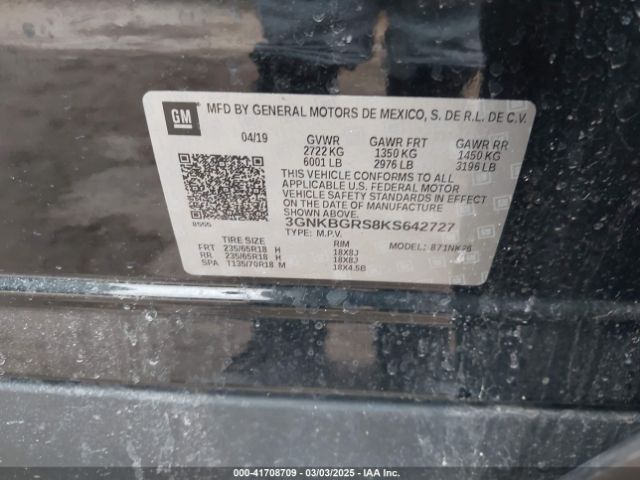 GM
MFD BY GENERAL MOTORS DE MEXICO, S. DE R.L. DE C.V.
04/19 GVWR GAWR FRT GAWR RR
2722 KG 1350 KG 1450 KG
6001 LB 2976 LB 3196 LB
THIS VEHICLE CONFORMS TO ALL
APPLICABLE U.S. FEDERAL MOTOR
VEHICLE SAFETY STANDARDS IN EFFECT
ON THE DATE OF MANUFACTURE
SHOWN ABOVE.
3GNKBGRS8KS642727
8555 TYPE: M.P.V. MODEL: 871NK26
TIRE SIZE RIM
FRT 235/65R18 H 18X8J
RR 235/65R18 H 18X8J
SPA T135/70R18 M 18X4.5B
000-41708709 — 03/03/2025 — IAA Inc.